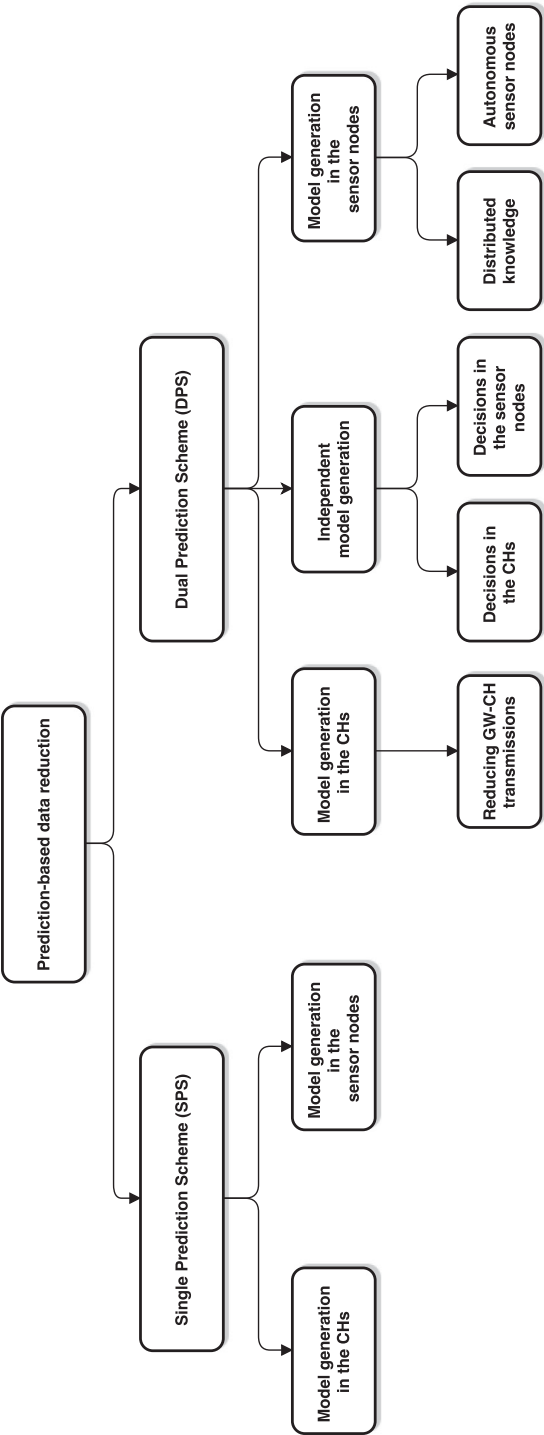 Prediction-based data reduction
Single Prediction Scheme (SPS)
Dual Prediction Scheme (DPS)
Model generation
in the CHs
Model generation
in the
sensor nodes
Model generation
in the CHs
Independent
model generation
Model generation
in the
sensor nodes
Reducing GW-CH
transmissions
Decisions in
the CHs
Decisions in
the sensor
nodes
Distributed
knowledge
Autonomous
sensor nodes